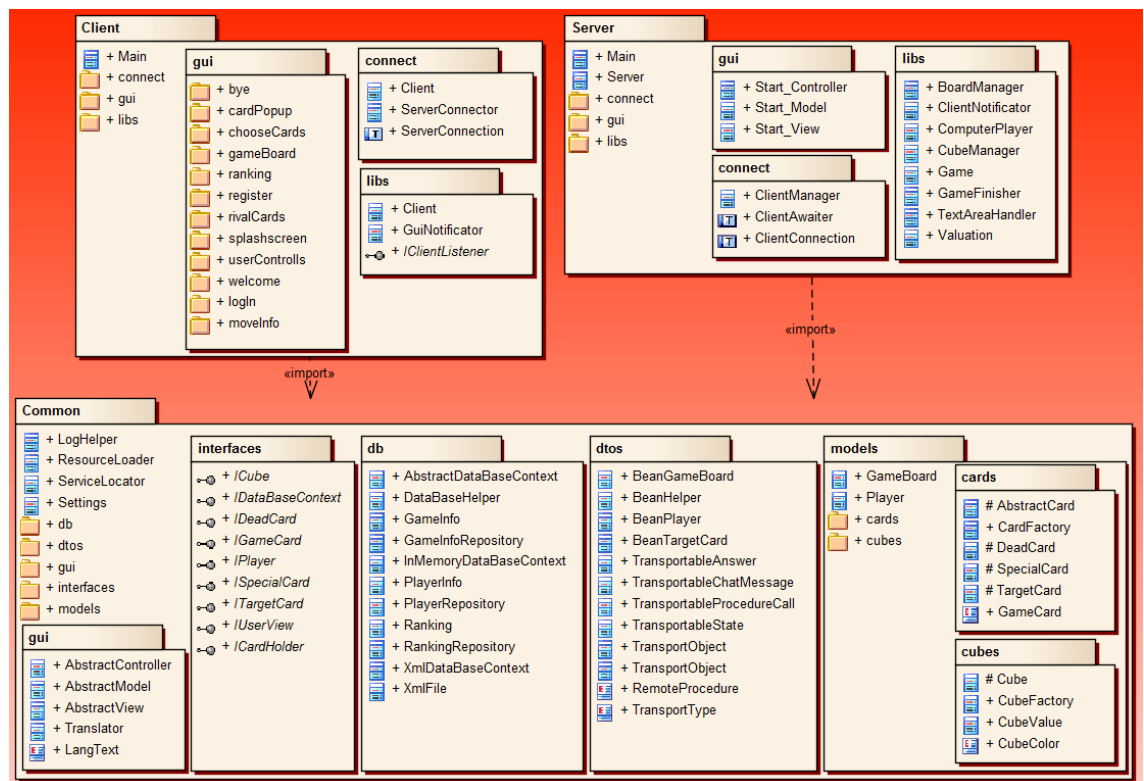 Client
+ Main
+ connect
+ gui
+ libs
gui
+ bye
+ cardPopup
+ chooseCards
+ gameBoard
+ ranking
+ register
+ rivalCards
+ splashscreen
+ userControlls
+ welcome
+ logIn
+ moveInfo
connect
+ Client
+ ServerConnector
T + ServerConnection
libs
+ Client
+ GuiNotificator
+ IClientListener
Server
+ Main
+ Server
+ connect
+ gui
+ libs
gui
+ Start_Controller
+ Start_Model
+ Start_View
connect
+ ClientManager
T + ClientAwaiter
T + ClientConnection
libs
+ BoardManager
+ ClientNotificator
+ ComputerPlayer
+ CubeManager
+ Game
+ GameFinisher
+ TextAreaHandler
+ Valuation
«import»
«import»
Common
+ LogHelper
+ ResourceLoader
+ ServiceLocator
+ Settings
+ db
+ dtos
+ gui
+ interfaces
+ models
gui
+ AbstractController
+ AbstractModel
+ AbstractView
+ Translator
E + LangText
interfaces
+ ICube
+ IDataBaseContext
+ IDeadCard
+ IGameCard
+ IPlayer
+ ISpecialCard
+ ITargetCard
+ IUserView
+ ICardHolder
db
+ AbstractDataBaseContext
+ DataBaseHelper
+ GameInfo
+ GameInfoRepository
+ InMemoryDataBaseContext
+ PlayerInfo
+ PlayerRepository
+ Ranking
+ RankingRepository
+ XmlDataBaseContext
+ XmlFile
dtos
+ BeanGameBoard
+ BeanHelper
+ BeanPlayer
+ BeanTargetCard
+ TransportableAnswer
+ TransportableChatMessage
+ TransportableProcedureCall
+ TransportableState
+ TransportObject
+ TransportObject
E + RemoteProcedure
E + TransportType
models
+ GameBoard
+ Player
+ cards
+ cubes
cards
# AbstractCard
+ CardFactory
# DeadCard
# SpecialCard
# TargetCard
E + GameCard
cubes
# Cube
+ CubeFactory
+ CubeValue
E + CubeColor